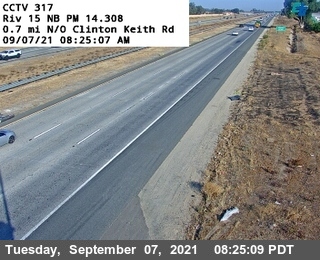 CCTV 317
Riv 15 NB PM 14.308
0.7 mi N/O Clinton Keith Rd
09/07/21 08:25:07 AM
Tuesday, September 07, 2021 08:25:09 PDT